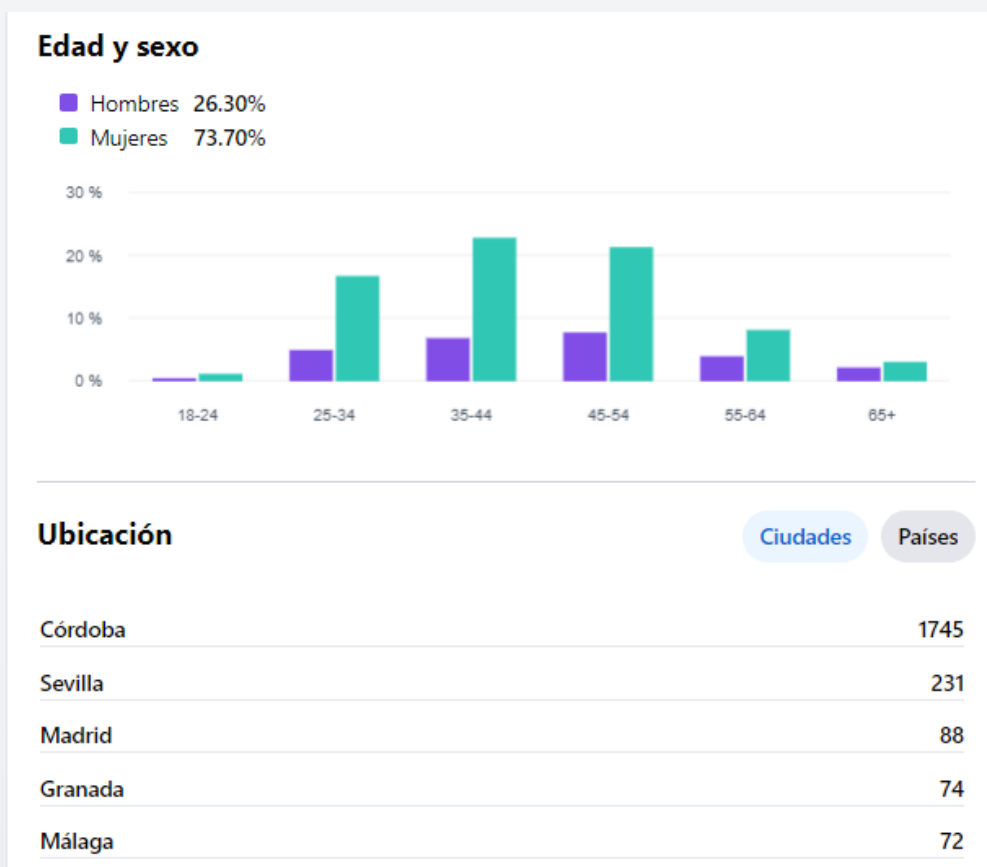 Edad y sexo
Hombres 26.30%
Mujeres 73.70%
30 %
20 %
10 %
0 %
18-24 25-34 35-44 45-54 55-64 65+
Ubicación Ciudades Países
Córdoba 1745
Sevilla 231
Madrid 88
Granada 74
Málaga 72